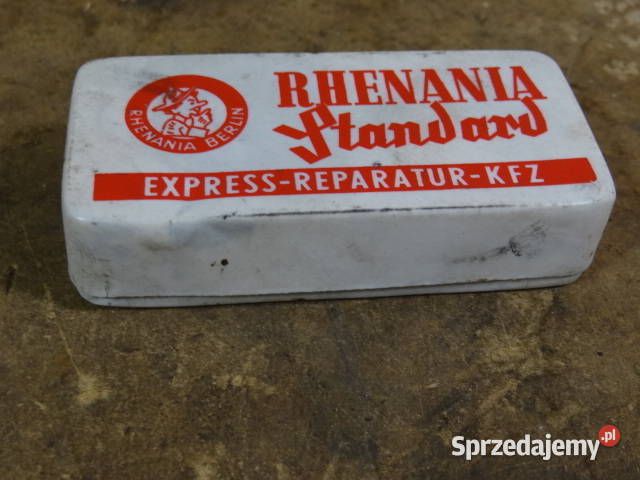 RHENANIA
Standard
RHENANIA BERLIN
EXPRESS-REPARATUR-KFZ
Sprzedajemy.pl